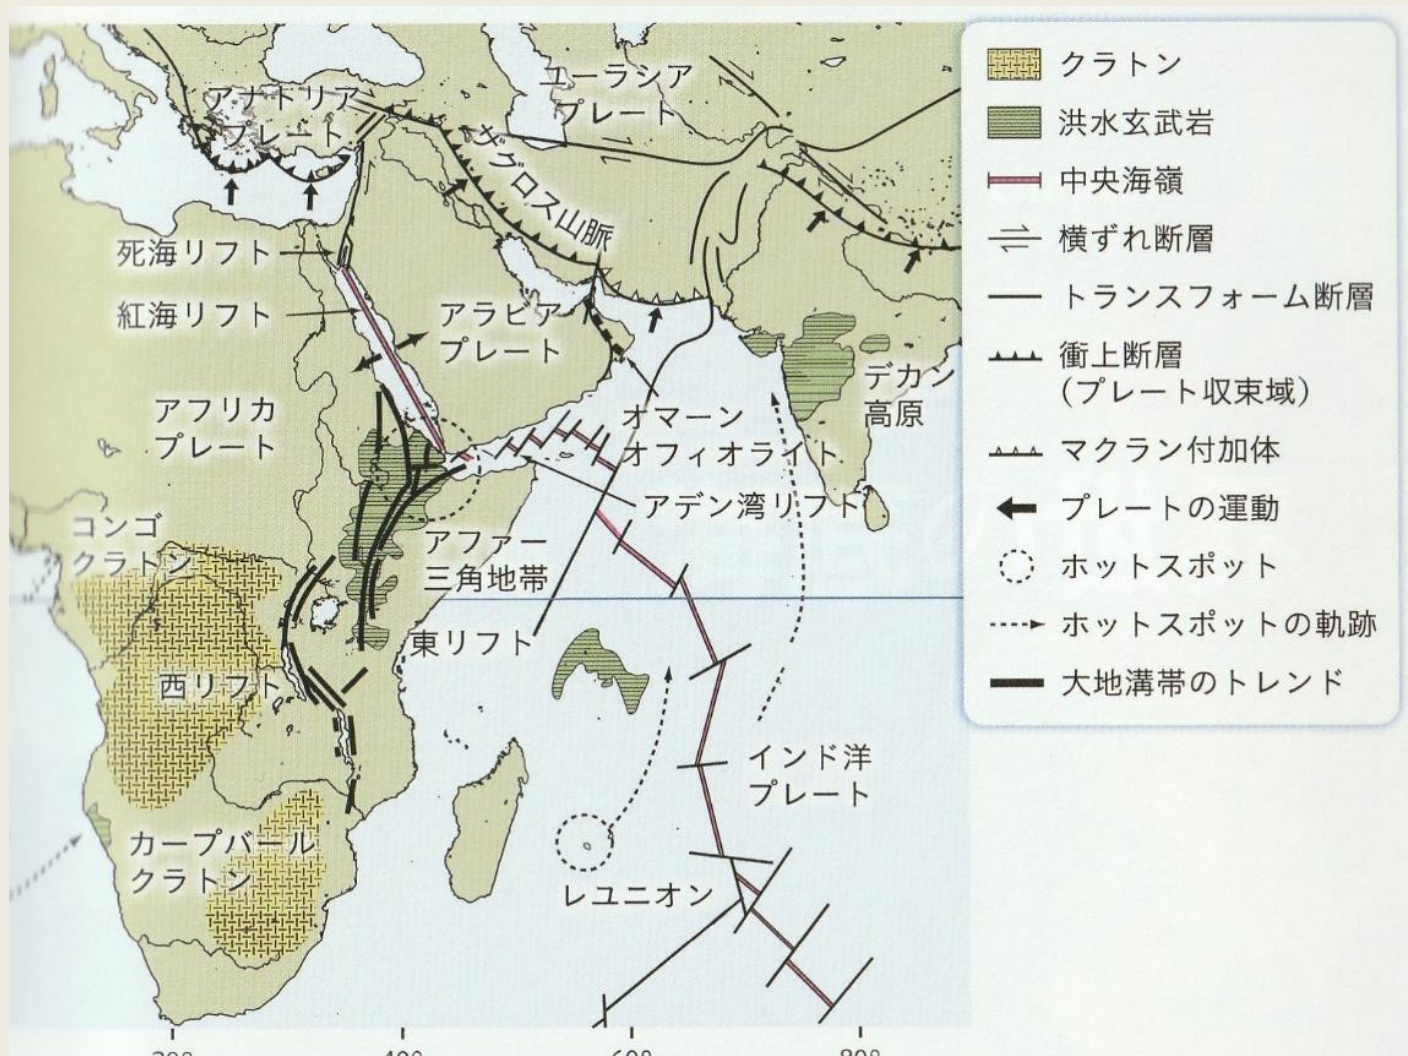 ユーラシア
プレート
アナトリア
プレート
ザグロス山脈
死海リフト
紅海リフト
アラビア
プレート
アフリカ
プレート
デカン
高原
オマーン
オフィオライト
アデン湾リフト
コンゴ
クラトン
アファー
三角地帯
東リフト
西リフト
インド洋
プレート
カープバール
クラトン
レユニオン
20°
40°
60°
80°
クラトン
洪水玄武岩
中央海嶺
横ずれ断層
トランスフォーム断層
衝上断層
(プレート収束域)
マクラン付加体
プレートの運動
ホットスポット
ホットスポットの軌跡
大地溝帯のトレンド